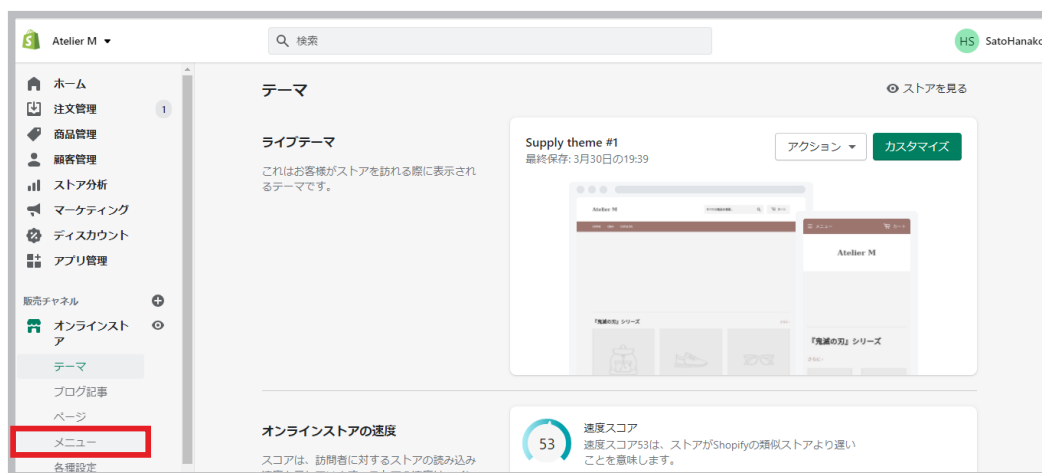 Atelier M
検索
HS
SatoHanako
ホーム
注文管理
1
商品管理
顧客管理
ストア分析
マーケティング
ディスカウント
アプリ管理
販売チャネル
オンラインスト
ア
テーマ
ブログ記事
ページ
メニュー
各種設定
テーマ
ストアを見る
ライブテーマ
これはお客様がストアを訪れる際に表示され
るテーマです。
Supply theme #1
最終保存: 3月30日の19:39
アクション
カスタマイズ
Atelier M
カート
メニュー
カート
Atelier M
『鬼滅の刃』シリーズ
『鬼滅の刃』シリーズ
オンラインストアの速度
スコアは、訪問者に対するストアの読み込み
53
速度スコア
速度スコア53は、ストアがShopifyの類似ストアより遅い
ことを意味します。